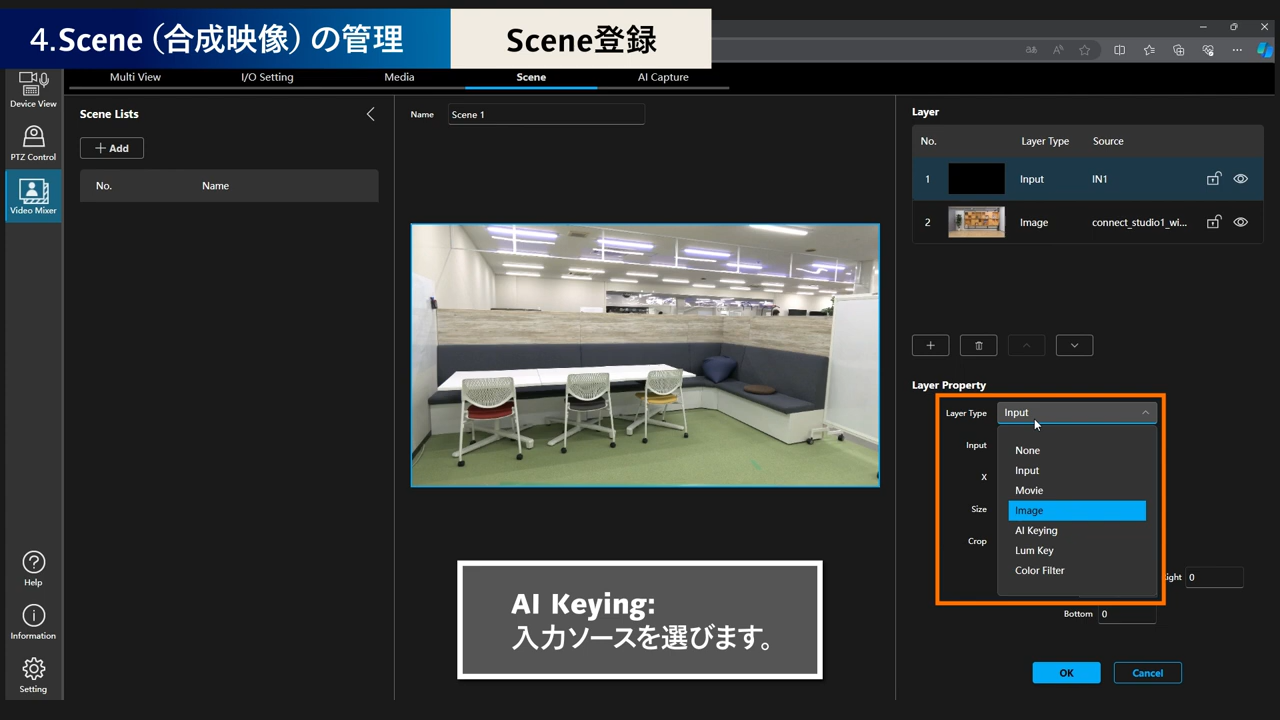 4.Scene（合成映像）の管理
Scene登録
Multi View
I/O Setting
Media
Scene
AI Capture
Device View
PTZ Control
Video Mixer
Help
Information
Setting
Scene Lists
Add
No. Name
Name Scene 1
Layer
No. Layer Type Source
1 Input IN1
2 Image connect_studio1_wi...
Layer Property
Layer Type Input
Input
X
Size
Crop
None
Input
Movie
Image
AI Keying
Lum Key
Color Filter
0
Bottom 0
OK
Cancel
AI Keying:
入力ソースを選びます。